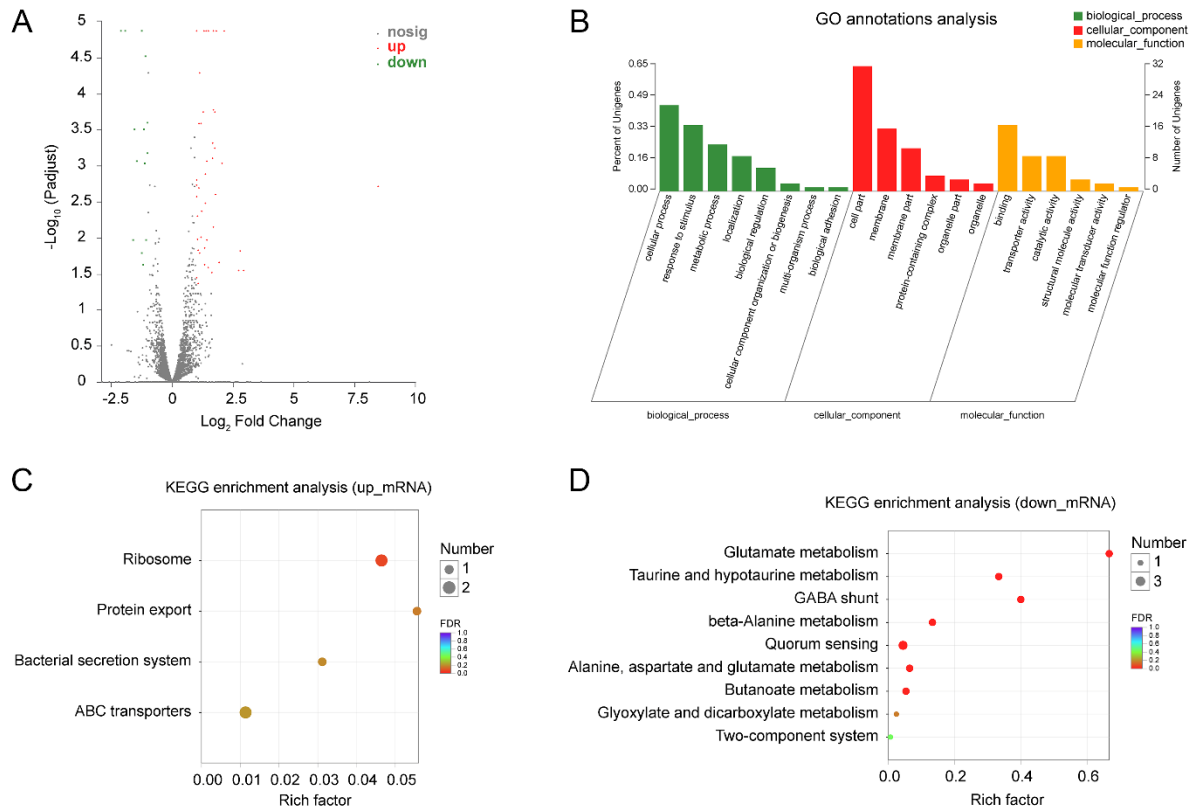 A
5
4.5
4
3.5
3
2.5
2
1.5
1
0.5
0
-Log10 (Padjust)
-2.5
0
2.5
5
7.5
10
Log2 Fold Change
nosig
up
down
B
GO annotations analysis
biological_process
cellular_component
molecular_function
Percent of Unigenes
0.65
0.49
0.33
0.16
0.00
Number of Unigenes
32
24
16
8
0
cellular process
response to stimulus
metabolic process
localization
biological regulation
cellular component organization or biogenesis
multi-organism process
biological adhesion
cell part
membrane
membrane part
protein-containing complex
organelle part
organelle
binding
transporter activity
catalytic activity
structural molecule activity
molecular transducer activity
molecular function regulator
biological_process
cellular_component
molecular_function
C
KEGG enrichment analysis (up_mRNA)
Ribosome
Protein export
Bacterial secretion system
ABC transporters
0.00
0.01
0.02
0.03
0.04
0.05
Rich factor
Number
1
2
FDR
1.0
0.8
0.6
0.4
0.2
0.0
D
KEGG enrichment analysis (down_mRNA)
Glutamate metabolism
Taurine and hypotaurine metabolism
GABA shunt
beta-Alanine metabolism
Quorum sensing
Alanine, aspartate and glutamate metabolism
Butanoate metabolism
Glyoxylate and dicarboxylate metabolism
Two-component system
0.0
0.2
0.4
0.6
Rich factor
Number
1
3
FDR
1.0
0.8
0.6
0.4
0.2
0.0